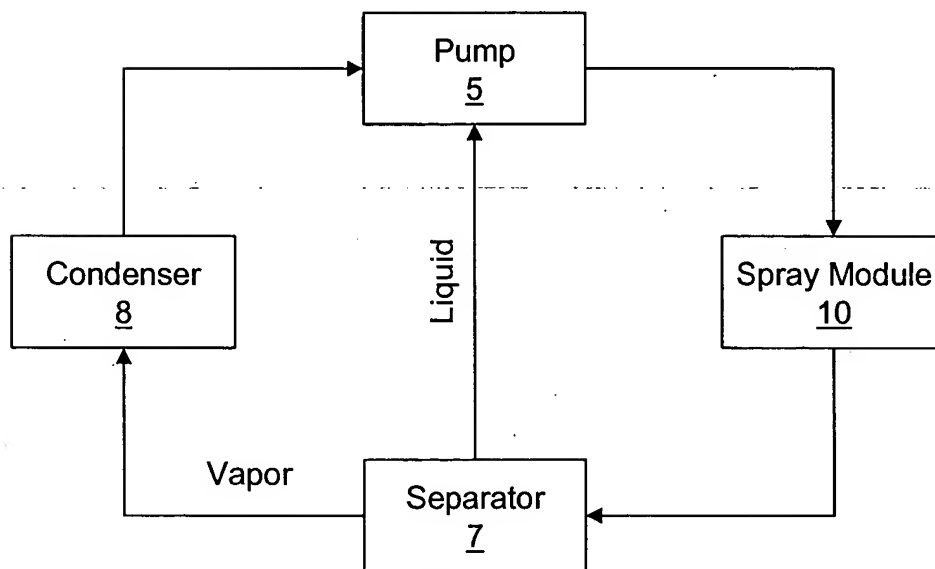 Pump
5
Condenser
8
Liquid
Spray Module
10
Vapor
Separator
7